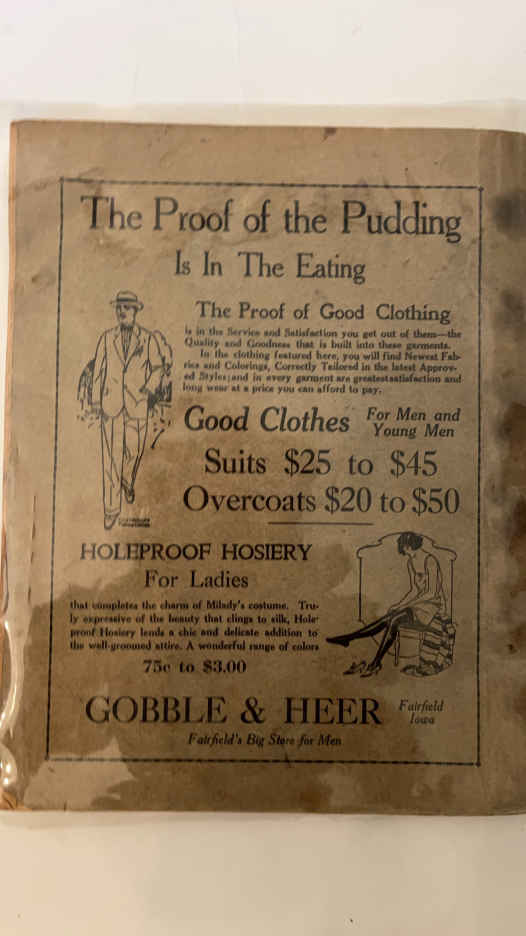 The Proof of the Pudding
Is In The Eating
The Proof of Good Clothing
is in the Service and Satisfaction you get out of them—the
Quality and Goodness that is built into these garments.
In the clothing featured here, you will find Newest Fab-
rics and Colorings, Correctly Tailored in the latest Approv-
ed Styles; and in every garment are greatest satisfaction and
long wear at a price you can afford to pay.
Good Clothes For Men and
Young Men
Suits $25 to $45
Overcoats $20 to $50
HOLEPROOF HOSIERY
For Ladies
that completes the charm of Milady's costume. Tru-
ly expressive of the beauty that clings to silk, Hole-
proof Hosiery lends a chic and delicate addition to
the well-groomed attire. A wonderful range of colors
75c to $3.00
GOBBLE & HEER Fairfield
Iowa
Fairfield's Big Store for Men